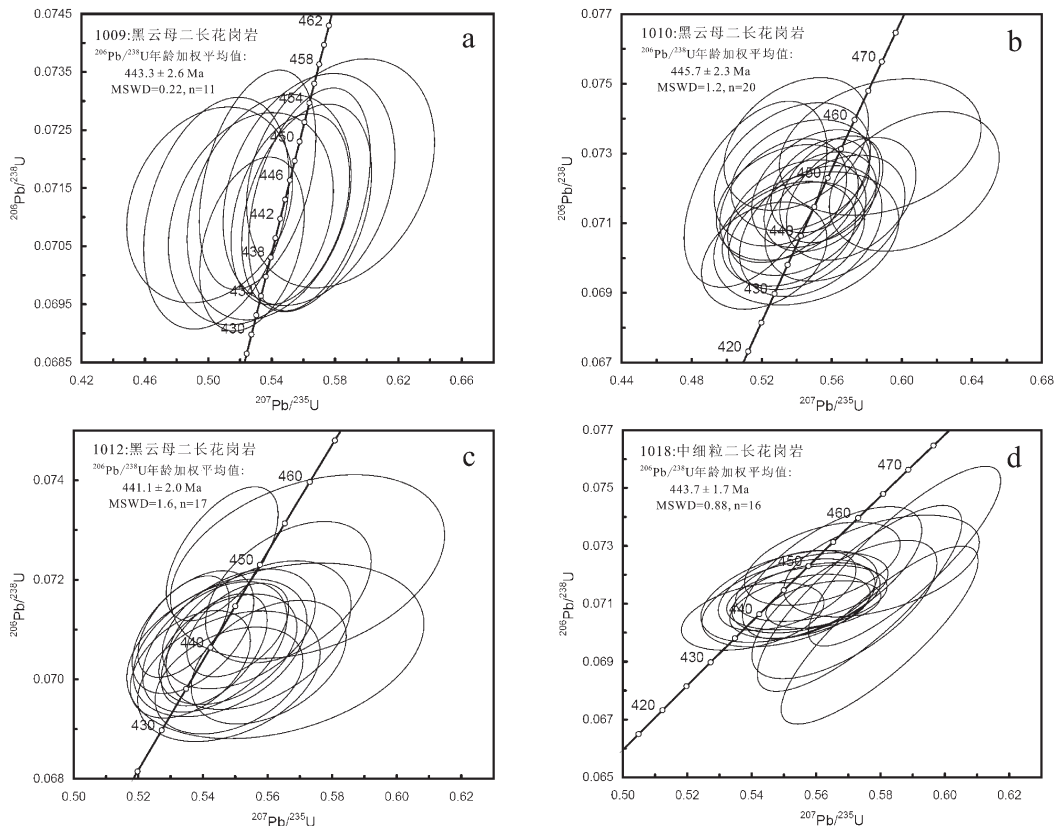 a
1009:黑云母二长花岗岩
206Pb/238U年龄加权平均值:
443.3 ± 2.6 Ma
MSWD=0.22, n=11
462
458
454
450
446
442
438
434
430
0.0745
0.0735
0.0725
0.0715
0.0705
0.0695
0.0685
206Pb/238U
0.42
0.46
0.50
0.54
0.58
0.62
0.66
207Pb/235U
b
1010:黑云母二长花岗岩
206Pb/238U年龄加权平均值:
445.7 ± 2.3 Ma
MSWD=1.2, n=20
470
460
450
440
430
420
0.077
0.075
0.073
0.071
0.069
0.067
206Pb/238U
0.44
0.48
0.52
0.56
0.60
0.64
0.68
207Pb/235U
c
1012:黑云母二长花岗岩
206Pb/238U年龄加权平均值:
441.1 ± 2.0 Ma
MSWD=1.6, n=17
460
450
440
430
0.074
0.072
0.070
0.068
206Pb/238U
0.50
0.52
0.54
0.56
0.58
0.60
0.62
207Pb/235U
d
1018:中细粒二长花岗岩
206Pb/238U年龄加权平均值:
443.7 ± 1.7 Ma
MSWD=0.88, n=16
470
460
450
440
430
420
0.077
0.075
0.073
0.071
0.069
0.067
0.065
206Pb/238U
0.50
0.52
0.54
0.56
0.58
0.60
0.62
207Pb/235U